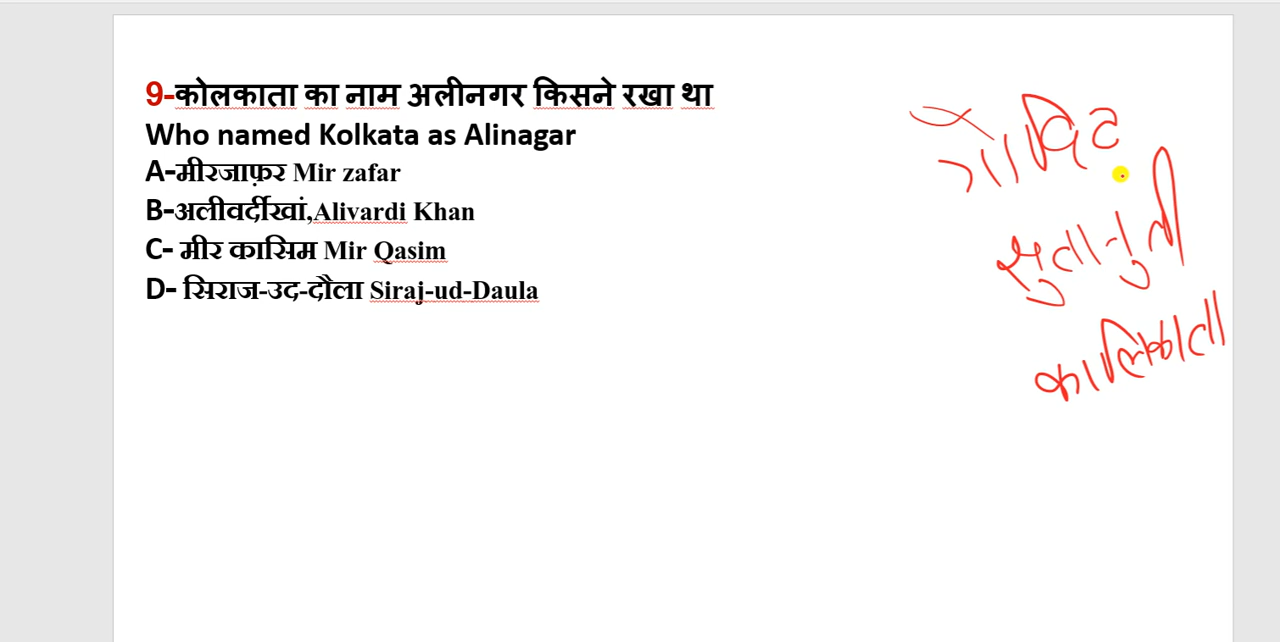 9-कोलकाता का नाम अलीनगर किसने रखा था
Who named Kolkata as Alinagar
A-मीरजाफ़र Mir zafar
B-अलीवर्दीखां,Alivardi Khan
C- मीर कासिम Mir Qasim
D- सिराज-उद-दौला Siraj-ud-Daula
सुतानुती
कालिकाता